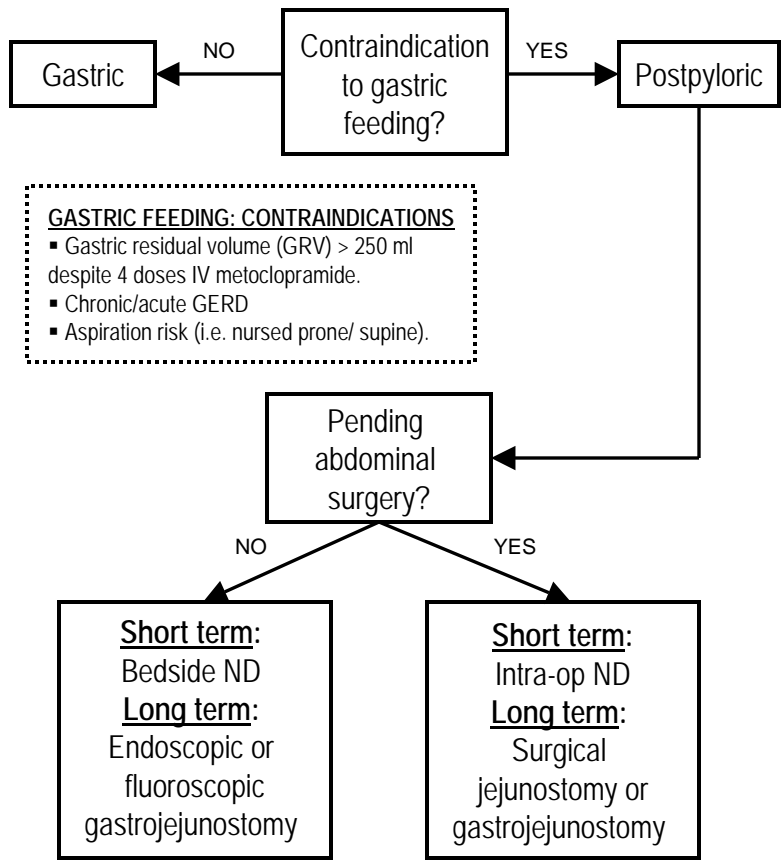 Gastric
NO
Contraindication
to gastric
feeding?
YES
Postpyloric
GASTRIC FEEDING: CONTRAINDICATIONS
▪ Gastric residual volume (GRV) > 250 ml
despite 4 doses IV metoclopramide.
▪ Chronic/acute GERD
▪ Aspiration risk (i.e. nursed prone/ supine).
Pending
abdominal
surgery?
NO
YES
Short term:
Bedside ND
Long term:
Endoscopic or
fluoroscopic
gastrojejunostomy
Short term:
Intra-op ND
Long term:
Surgical
jejunostomy or
gastrojejunostomy